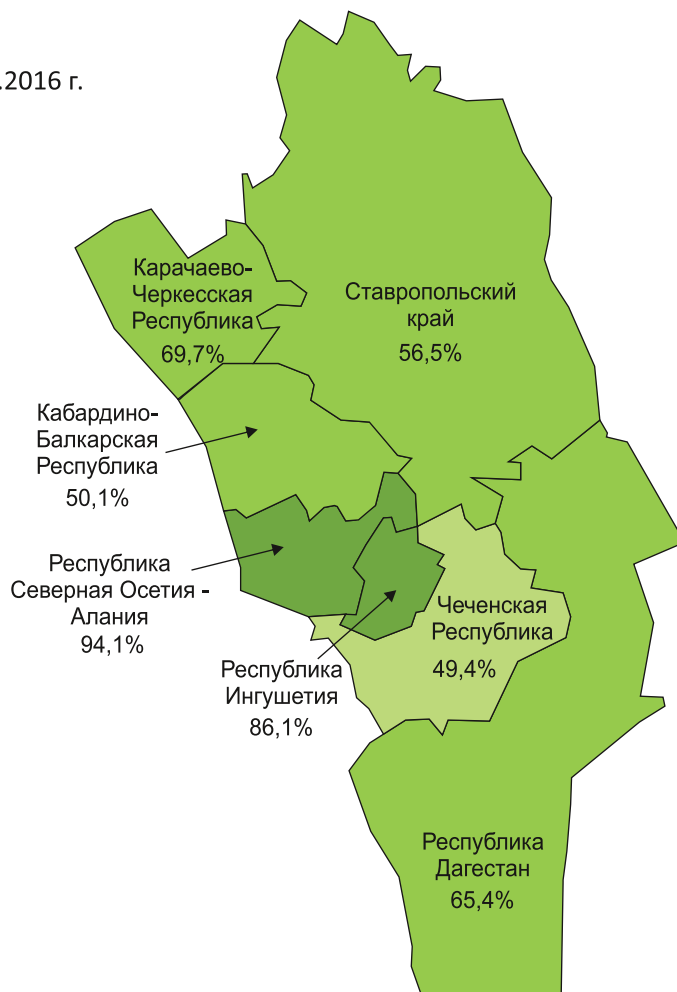 .2016 г.
Карачаево-
Черкесская
Республика
69,7%
Ставропольский
край
56,5%
Кабардино-
Балкарская
Республика
50,1%
Республика
Северная Осетия -
Алания
94,1%
Чеченская
Республика
49,4%
Республика
Ингушетия
86,1%
Республика
Дагестан
65,4%